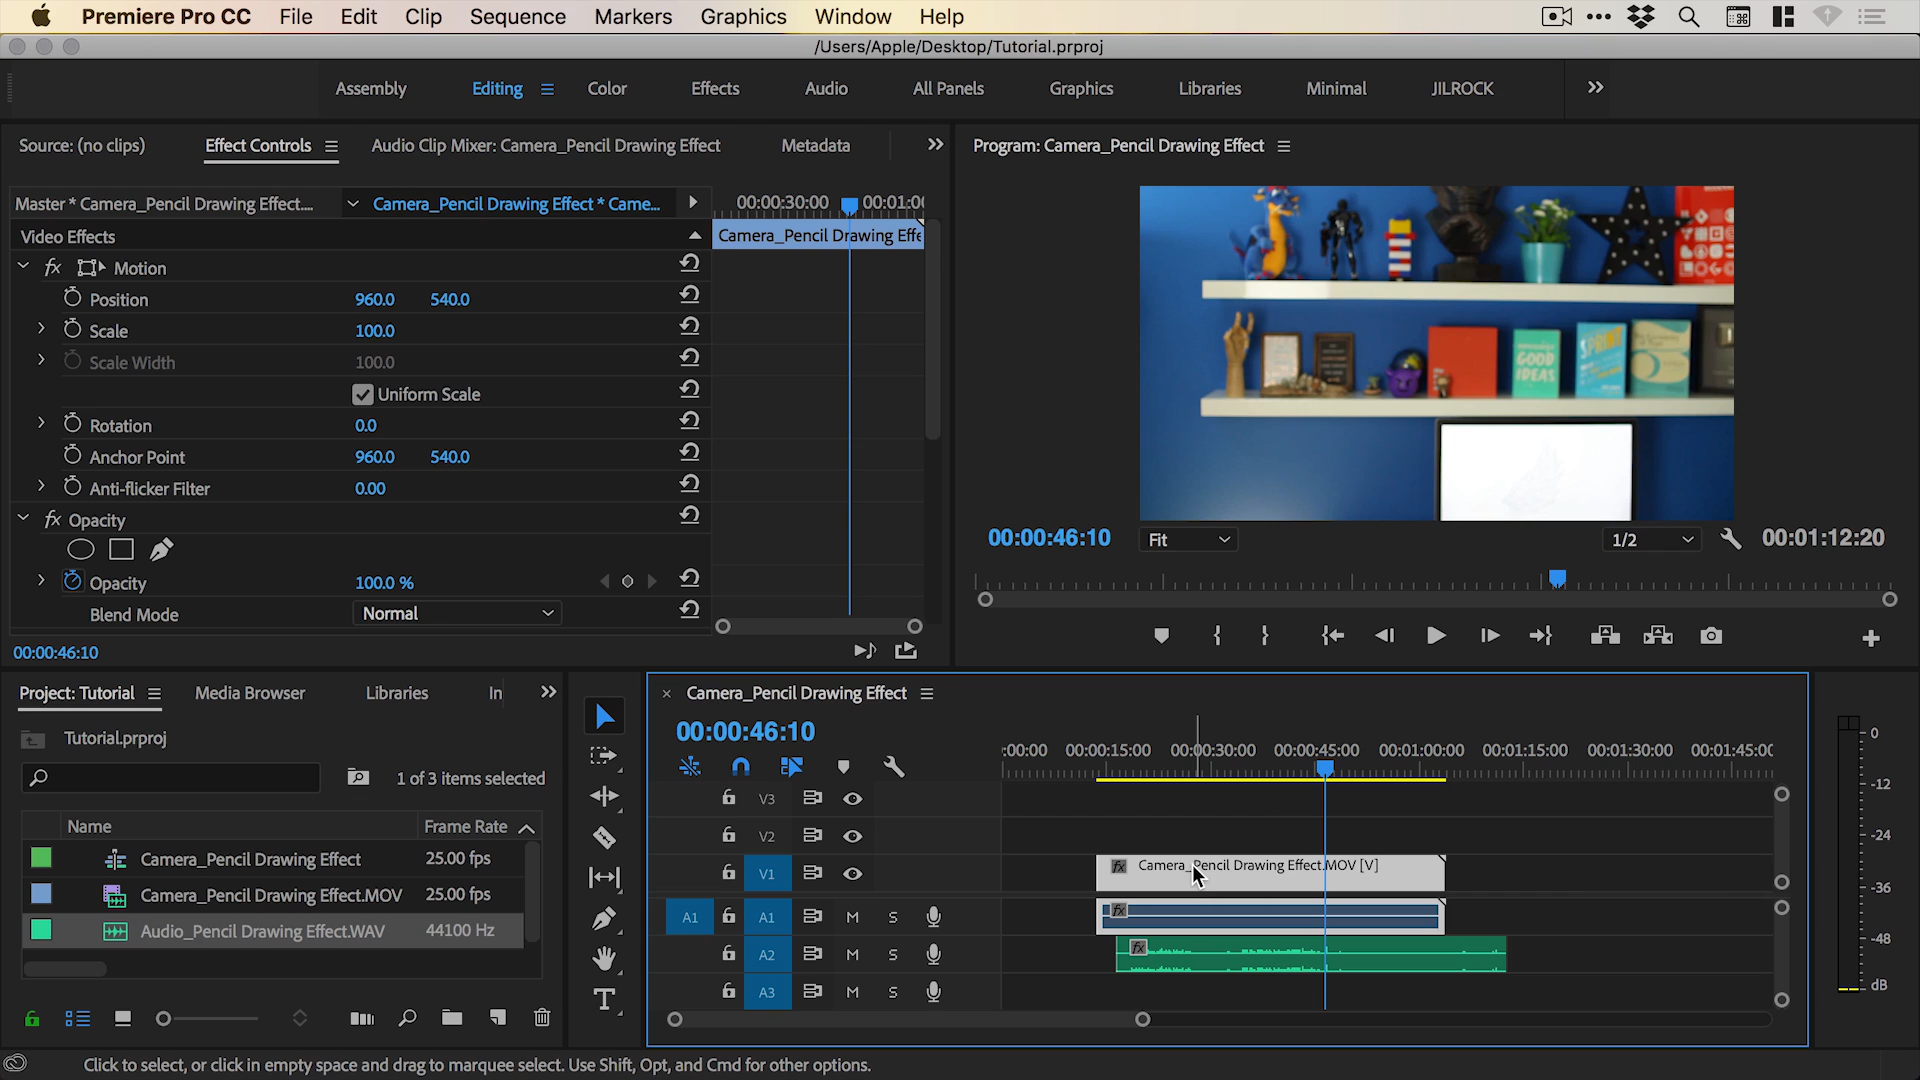 Premiere Pro CC File Edit Clip Sequence Markers Graphics Window Help
/Users/Apple/Desktop/Tutorial.prproj
Assembly Editing Color Effects Audio All Panels Graphics Libraries Minimal JILROCK
Source: (no clips) Effect Controls Audio Clip Mixer: Camera_Pencil Drawing Effect Metadata
Program: Camera_Pencil Drawing Effect
Master * Camera_Pencil Drawing Effect.... Camera_Pencil Drawing Effect * Came...
00:00:30:00 00:01:00
Video Effects
Camera_Pencil Drawing Effe
fx Motion
Position 960.0 540.0
Scale 100.0
Scale Width 100.0
Uniform Scale
Rotation 0.0
Anchor Point 960.0 540.0
Anti-flicker Filter 0.00
fx Opacity
Opacity 100.0 %
Blend Mode Normal
00:00:46:10
GOOD IDEAS
SPRINT
00:00:46:10 Fit 1/2 00:01:12:20
Project: Tutorial Media Browser Libraries In
Tutorial.prproj
1 of 3 items selected
Name Frame Rate
Camera_Pencil Drawing Effect 25.00 fps
Camera_Pencil Drawing Effect.MOV 25.00 fps
Audio_Pencil Drawing Effect.WAV 44100 Hz
T
× Camera_Pencil Drawing Effect
00:00:46:10
:00:00 00:00:15:00 00:00:30:00 00:00:45:00 00:01:00:00 00:01:15:00 00:01:30:00 00:01:45:00
V3
V2
V1 fx Camera_Pencil Drawing Effect.MOV [V]
A1 A1 M S fx
A2 M S fx
A3 M S
0
-12
-24
-36
-48
dB
Click to select, or click in empty space and drag to marquee select. Use Shift, Opt, and Cmd for other options.